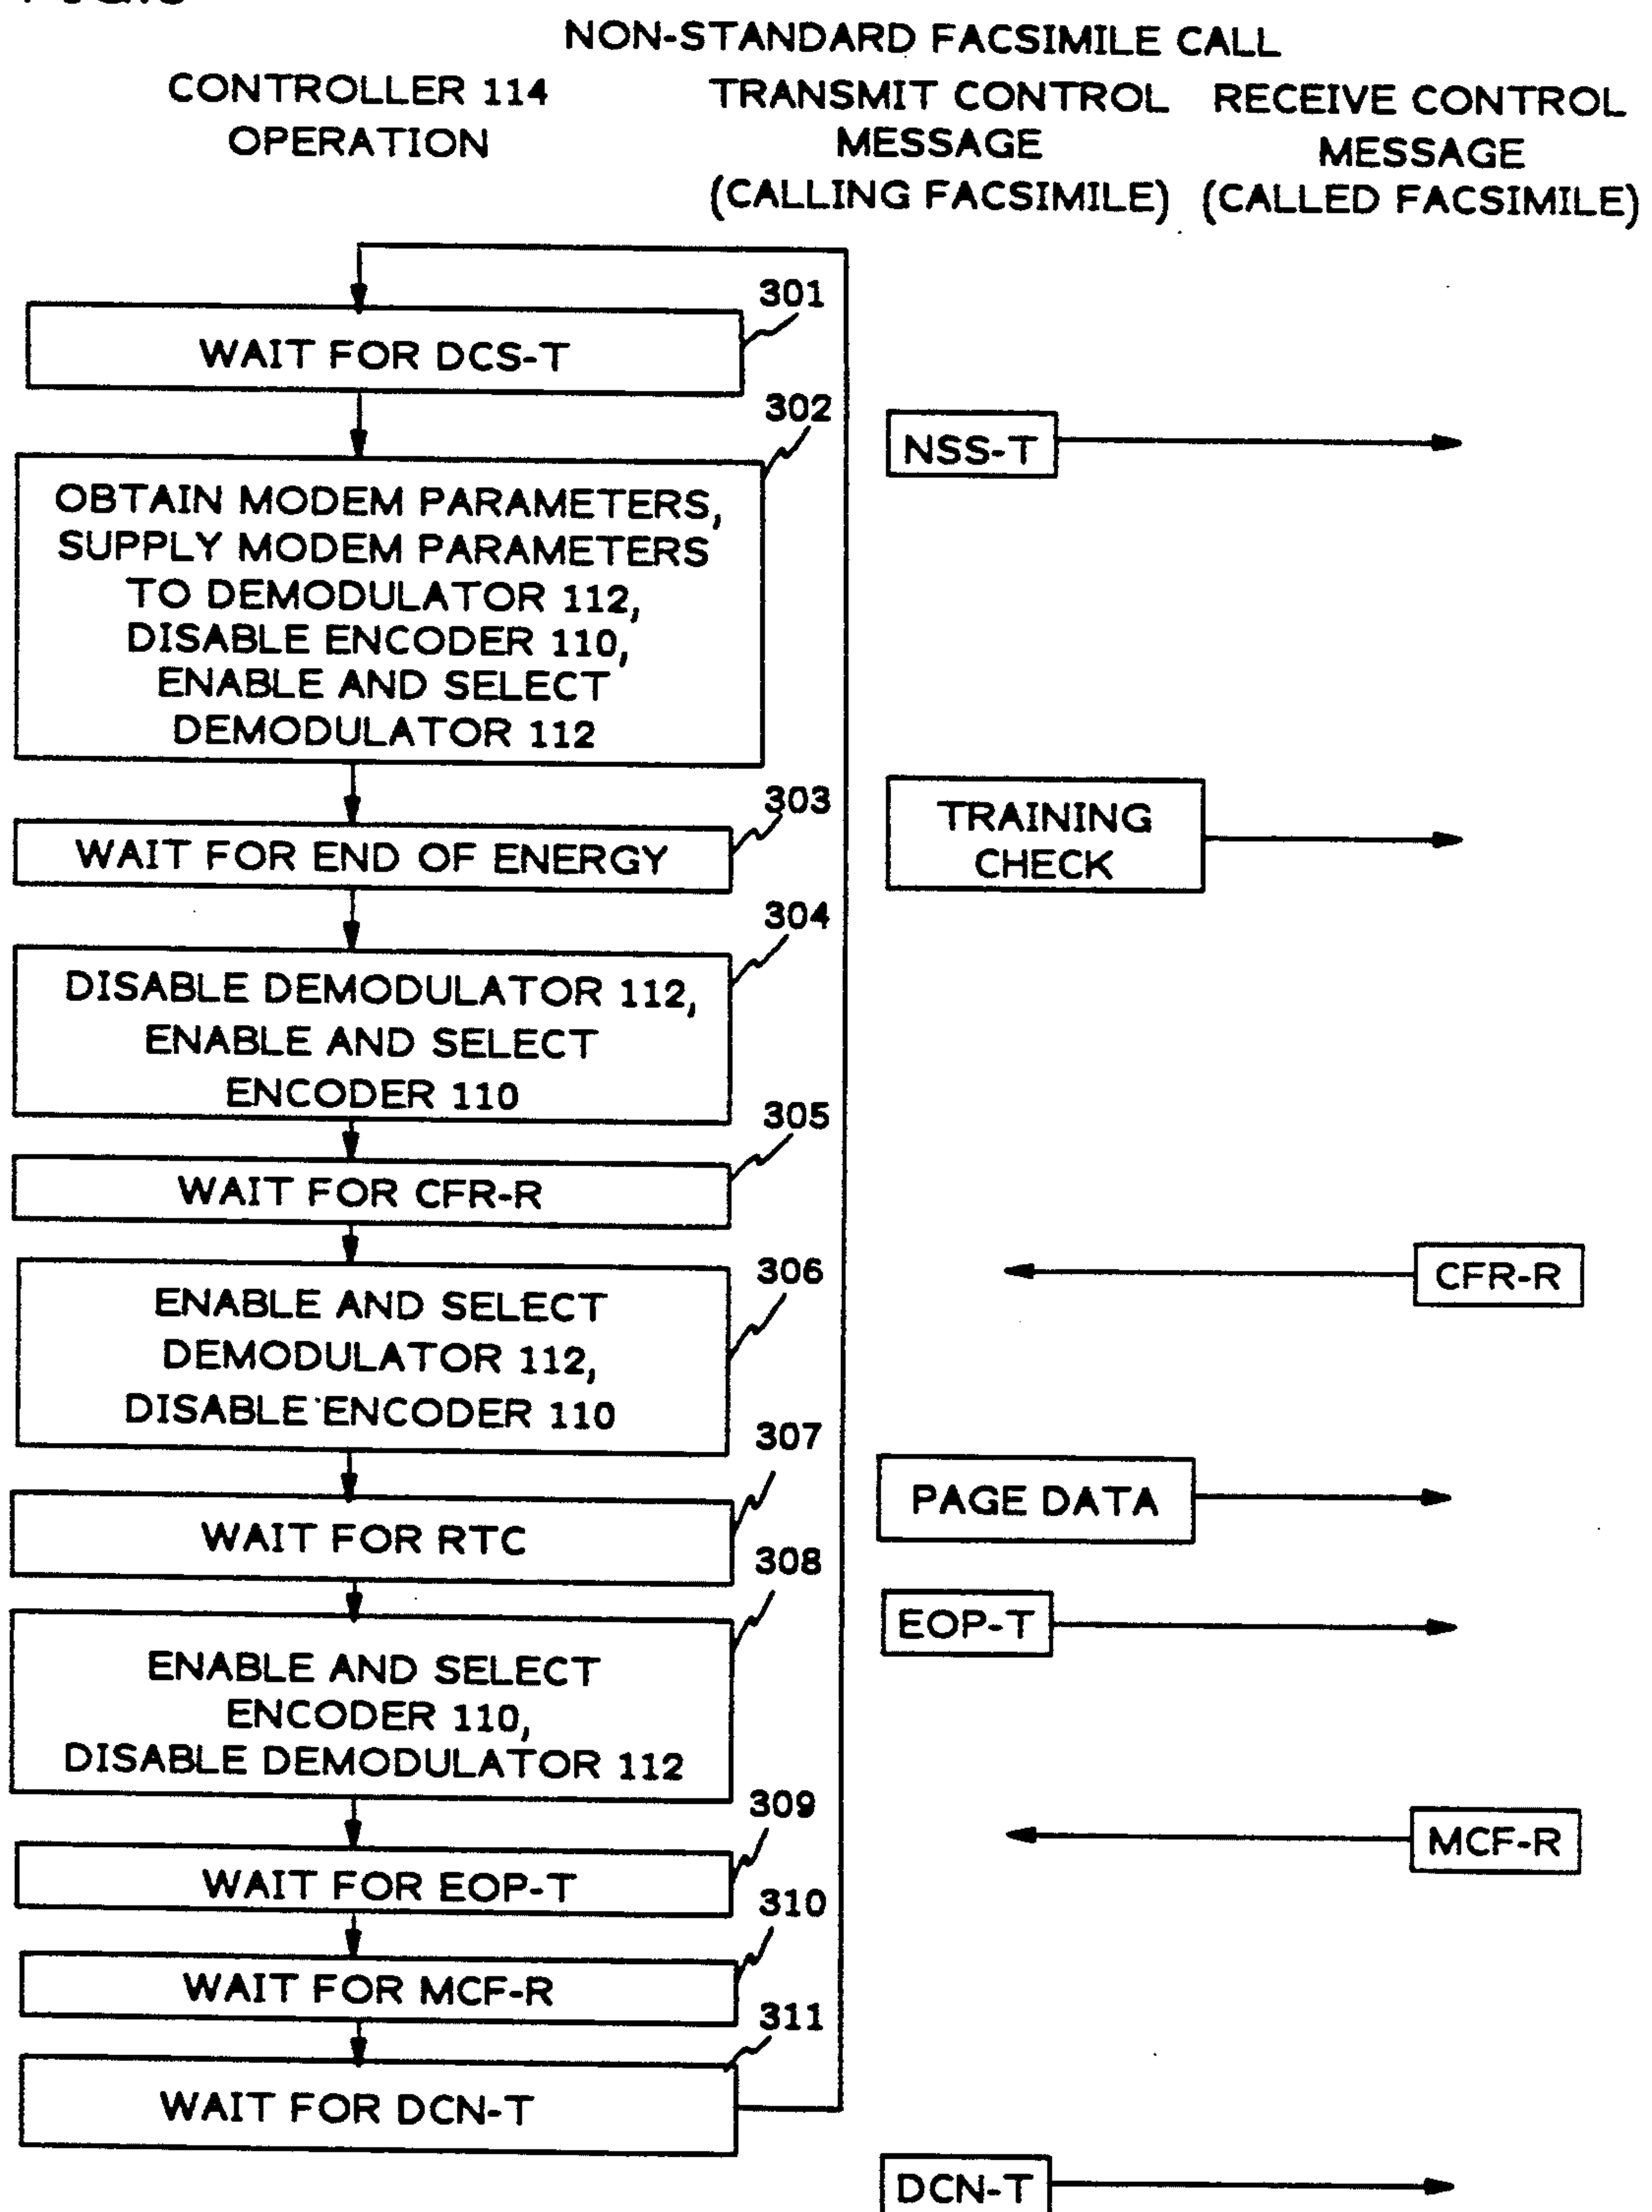 NON-STANDARD FACSIMILE CALL
CONTROLLER 114
OPERATION
TRANSMIT CONTROL
MESSAGE
(CALLING FACSIMILE)
RECEIVE CONTROL
MESSAGE
(CALLED FACSIMILE)
301
WAIT FOR DCS-T
302
NSS-T
OBTAIN MODEM PARAMETERS,
SUPPLY MODEM PARAMETERS
TO DEMODULATOR 112,
DISABLE ENCODER 110,
ENABLE AND SELECT
DEMODULATOR 112
303
WAIT FOR END OF ENERGY
TRAINING
CHECK
304
DISABLE DEMODULATOR 112,
ENABLE AND SELECT
ENCODER 110
305
WAIT FOR CFR-R
CFR-R
306
ENABLE AND SELECT
DEMODULATOR 112,
DISABLE ENCODER 110
307
WAIT FOR RTC
PAGE DATA
308
EOP-T
ENABLE AND SELECT
ENCODER 110,
DISABLE DEMODULATOR 112
309
WAIT FOR EOP-T
MCF-R
310
WAIT FOR MCF-R
311
WAIT FOR DCN-T
DCN-T